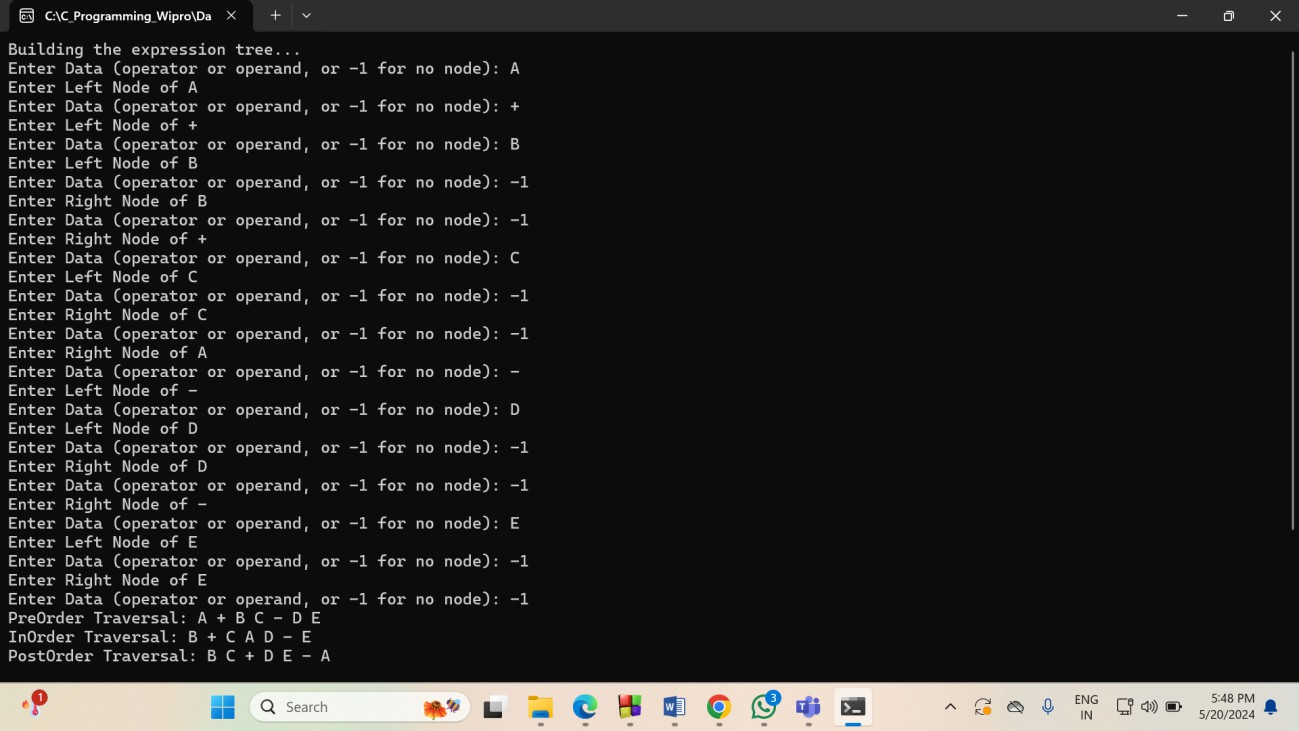 C:\C_Programming_Wipro\Da
Building the expression tree...
Enter Data (operator or operand, or -1 for no node): A
Enter Left Node of A
Enter Data (operator or operand, or -1 for no node): +
Enter Left Node of +
Enter Data (operator or operand, or -1 for no node): B
Enter Left Node of B
Enter Data (operator or operand, or -1 for no node): -1
Enter Right Node of B
Enter Data (operator or operand, or -1 for no node): -1
Enter Right Node of +
Enter Data (operator or operand, or -1 for no node): C
Enter Left Node of C
Enter Data (operator or operand, or -1 for no node): -1
Enter Right Node of C
Enter Data (operator or operand, or -1 for no node): -1
Enter Right Node of A
Enter Data (operator or operand, or -1 for no node): -
Enter Left Node of -
Enter Data (operator or operand, or -1 for no node): D
Enter Left Node of D
Enter Data (operator or operand, or -1 for no node): -1
Enter Right Node of D
Enter Data (operator or operand, or -1 for no node): -1
Enter Right Node of -
Enter Data (operator or operand, or -1 for no node): E
Enter Left Node of E
Enter Data (operator or operand, or -1 for no node): -1
Enter Right Node of E
Enter Data (operator or operand, or -1 for no node): -1
PreOrder Traversal: A + B C - D E
InOrder Traversal: B + C A D - E
PostOrder Traversal: B C + D E - A
1
Search
3
ENG
IN
5:48 PM
5/20/2024